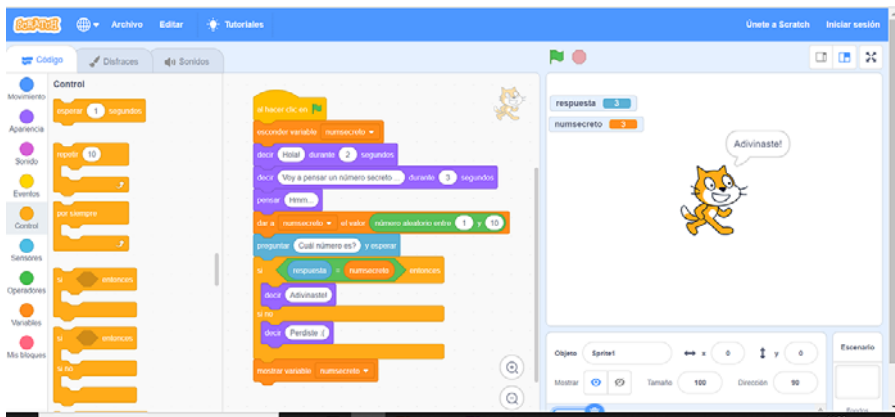 SCRATCH Archivo Editar Tutoriales Únete a Scratch Iniciar sesión
Código Disfraces Sonidos
Movimiento
Apariencia
Sonido
Eventos
Control
Sensores
Operadores
Variables
Mis bloques
Control
esperar 1 segundos
repetir 10
por siempre
si entonces
si entonces
si no
al hacer clic en
esconder variable numsecreto
decir Hola! durante 2 segundos
decir Voy a pensar un número secreto ... durante 3 segundos
pensar Hmm...
dar a numsecreto el valor número aleatorio entre 1 y 10
preguntar Cuál número es? y esperar
si respuesta = numsecreto entonces
decir Adivinaste!
si no
decir Perdiste :(
mostrar variable numsecreto
respuesta 3
numsecreto 3
Adivinaste!
Objeto Sprite1 x 0 y 0
Mostrar Tamaño 100 Dirección 90
Escenario
Fondos